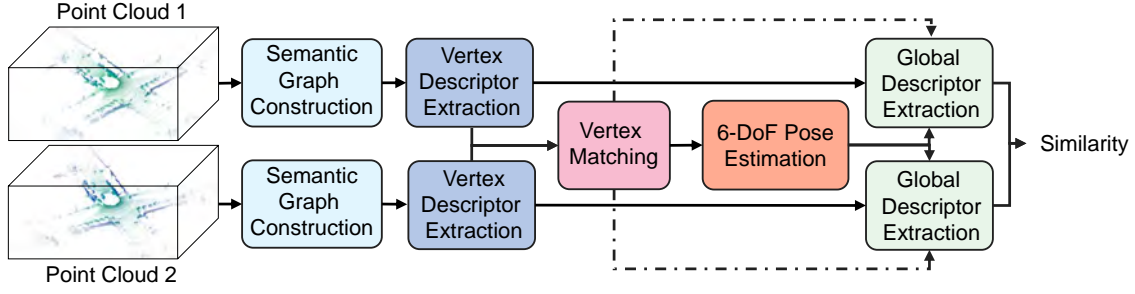 Point Cloud 1
Semantic
Graph
Construction
Vertex
Descriptor
Extraction
Global
Descriptor
Extraction
Vertex
Matching
6-DoF Pose
Estimation
Similarity
Semantic
Graph
Construction
Vertex
Descriptor
Extraction
Global
Descriptor
Extraction
Point Cloud 2